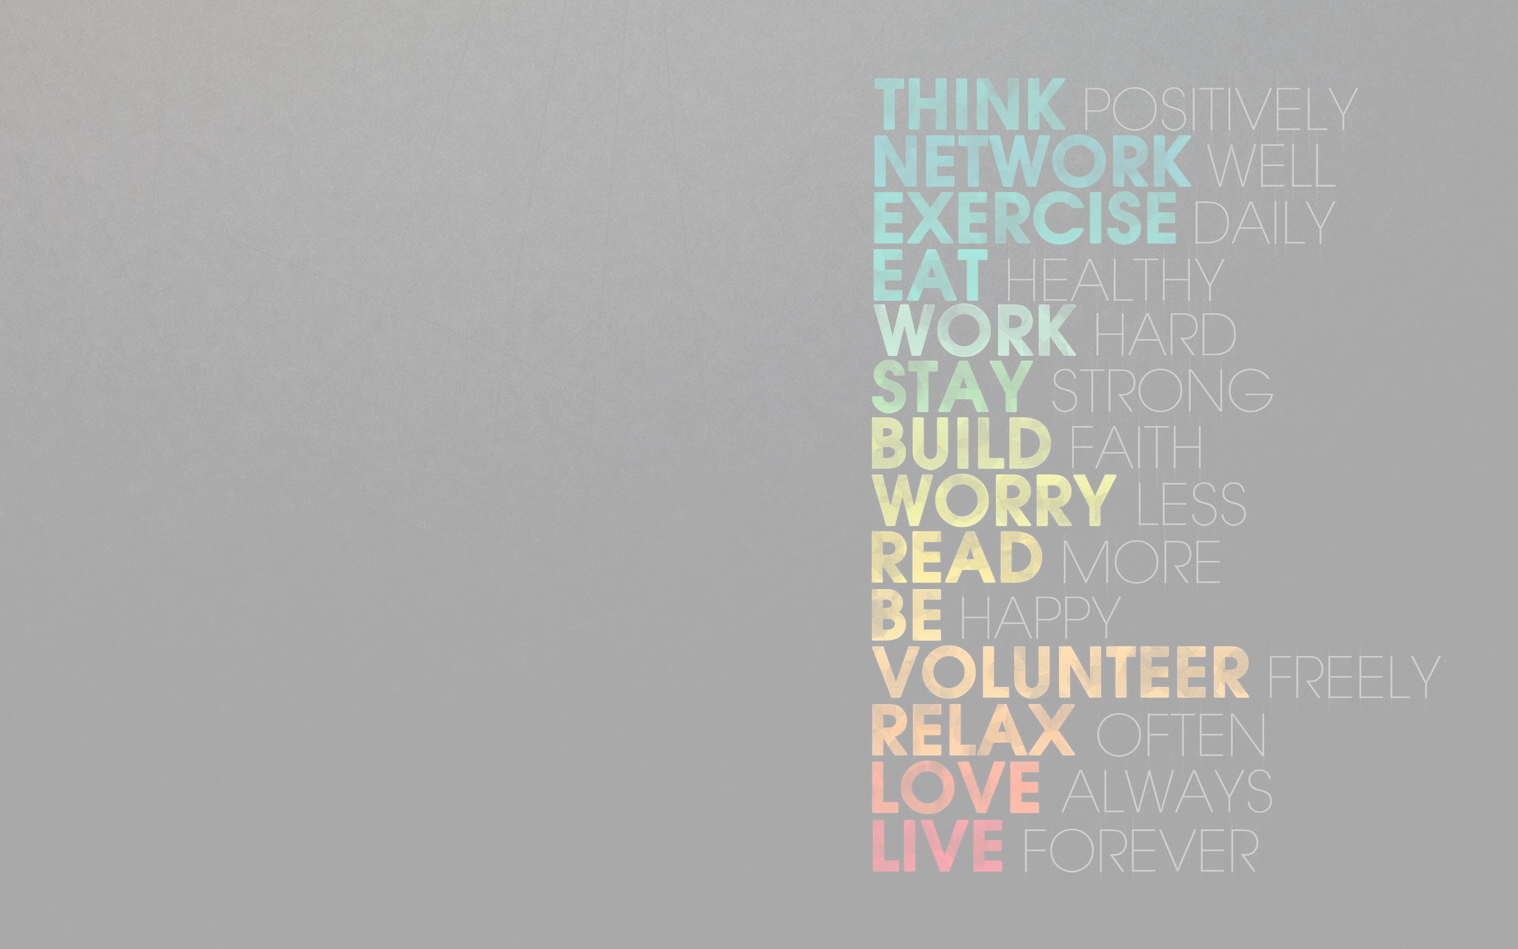 THINK POSITIVELY
NETWORK WELL
EXERCISE DAILY
EAT HEALTHY
WORK HARD
STAY STRONG
BUILD FAITH
WORRY LESS
READ MORE
BE HAPPY
VOLUNTEER FREELY
RELAX OFTEN
LOVE ALWAYS
LIVE FOREVER